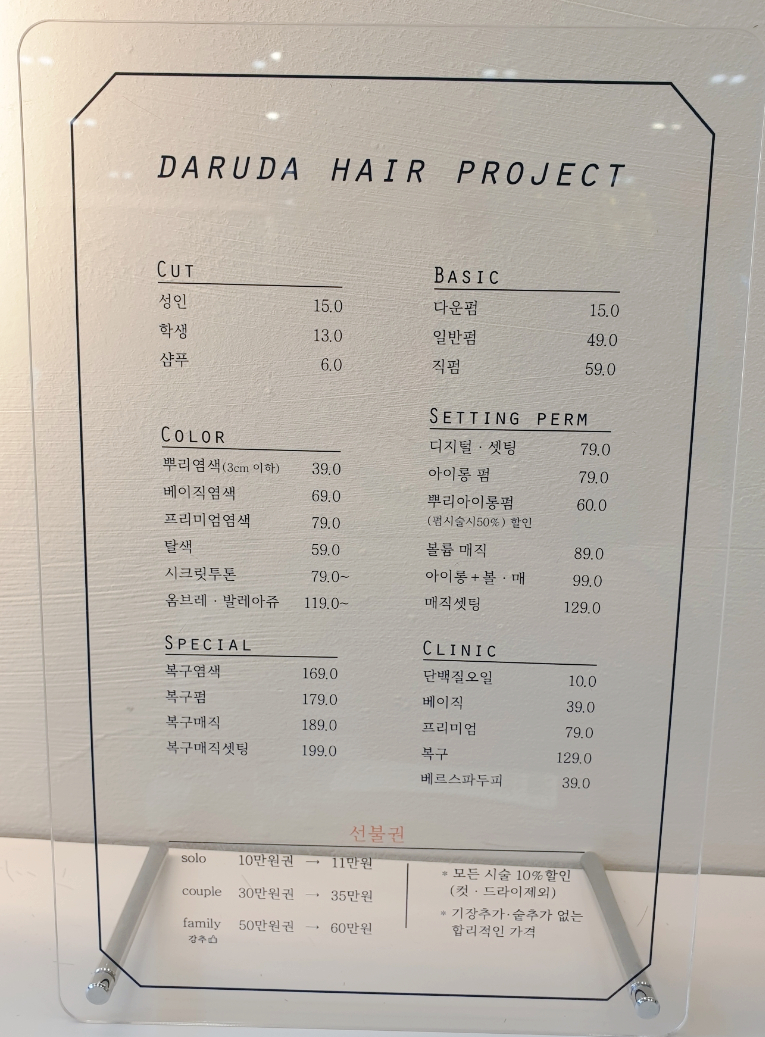 DARUDA HAIR PROJECT
CUT
성인 15.0
학생 13.0
샴푸 6.0
COLOR
뿌리염색(3cm 이하) 39.0
베이직염색 69.0
프리미엄염색 79.0
탈색 59.0
시크릿투톤 79.0~
옴브레 · 발레아쥬 119.0~
SPECIAL
복구염색 169.0
복구펌 179.0
복구매직 189.0
복구매직셋팅 199.0
BASIC
다운펌 15.0
일반펌 49.0
직펌 59.0
SETTING PERM
디지털 · 셋팅 79.0
아이롱 펌 79.0
뿌리아이롱펌 60.0
(펌시술시50%) 할인
볼륨 매직 89.0
아이롱+볼 · 매 99.0
매직셋팅 129.0
CLINIC
단백질오일 10.0
베이직 39.0
프리미엄 79.0
복구 129.0
베르스파두피 39.0
선불권
solo 10만원권 → 11만원
couple 30만원권 → 35만원
family 50만원권 → 60만원
강추👍
* 모든 시술 10%할인
(컷 · 드라이제외)
* 기장추가·숱추가 없는
합리적인 가격